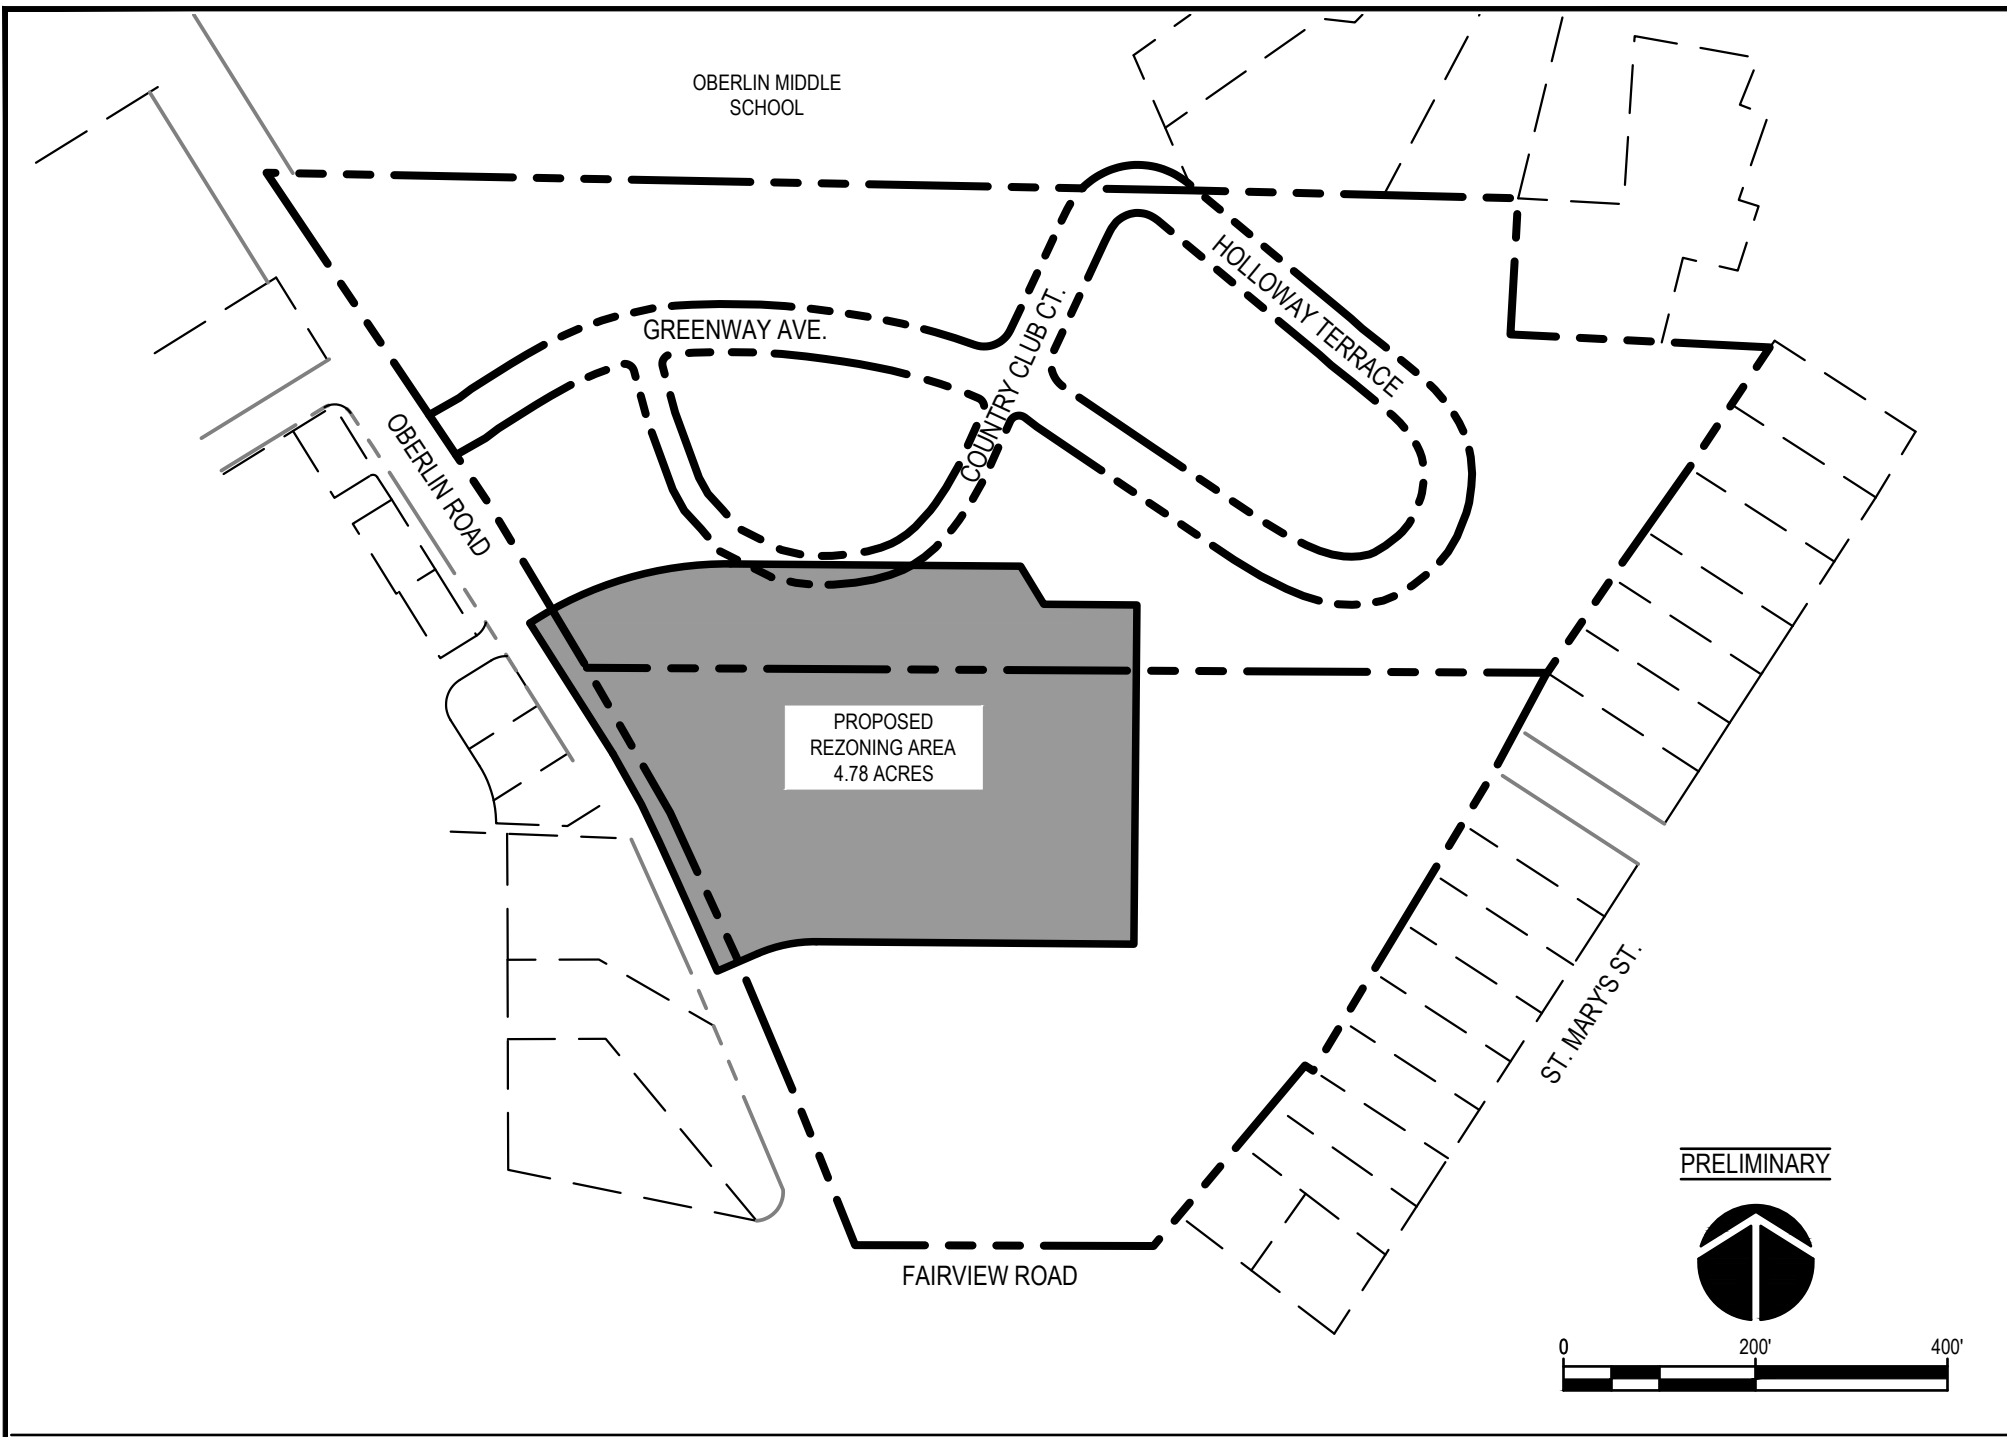 OBERLIN MIDDLE
SCHOOL
HOLLOWAY TERRACE
GREENWAY AVE.
COUNTRY CLUB CT.
OBERLIN ROAD
PROPOSED
REZONING AREA
4.78 ACRES
ST. MARY'S ST.
PRELIMINARY
FAIRVIEW ROAD
0 200' 400'